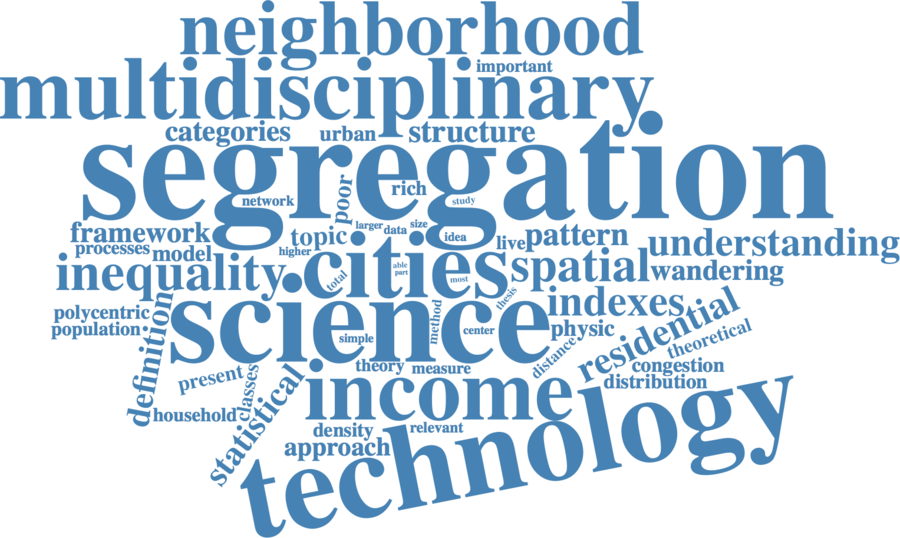 neighborhood
important
multidisciplinary
categories urban structure
segregation
network poor rich study
framework topic larger data size idea live pattern understanding
processes model higher
inequality total cities able part most spatial wandering
thesis
polycentric definition science method center indexes residential
population simple physic theoretical
present classes statistical theory measure distance congestion
household income distribution
density relevant
approach
technology